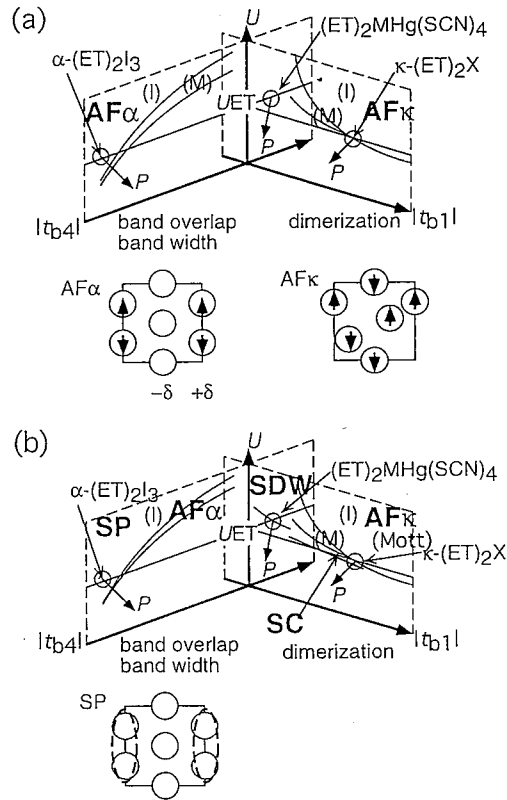 (a)
U
(ET)2MHg(SCN)4
α-(ET)2I3
κ-(ET)2X
AFα (I) (M)
UET
(M) (I) AFκ
P
P
P
|tb4|
band overlap
band width
dimerization
|tb1|
AFα
AFκ
−δ +δ
(b)
U
(ET)2MHg(SCN)4
α-(ET)2I3
SDW
SP (I) AFα
UET
(M) (I) AFκ
(Mott)
κ-(ET)2X
P
P
P
SC
|tb4|
band overlap
band width
dimerization
|tb1|
SP